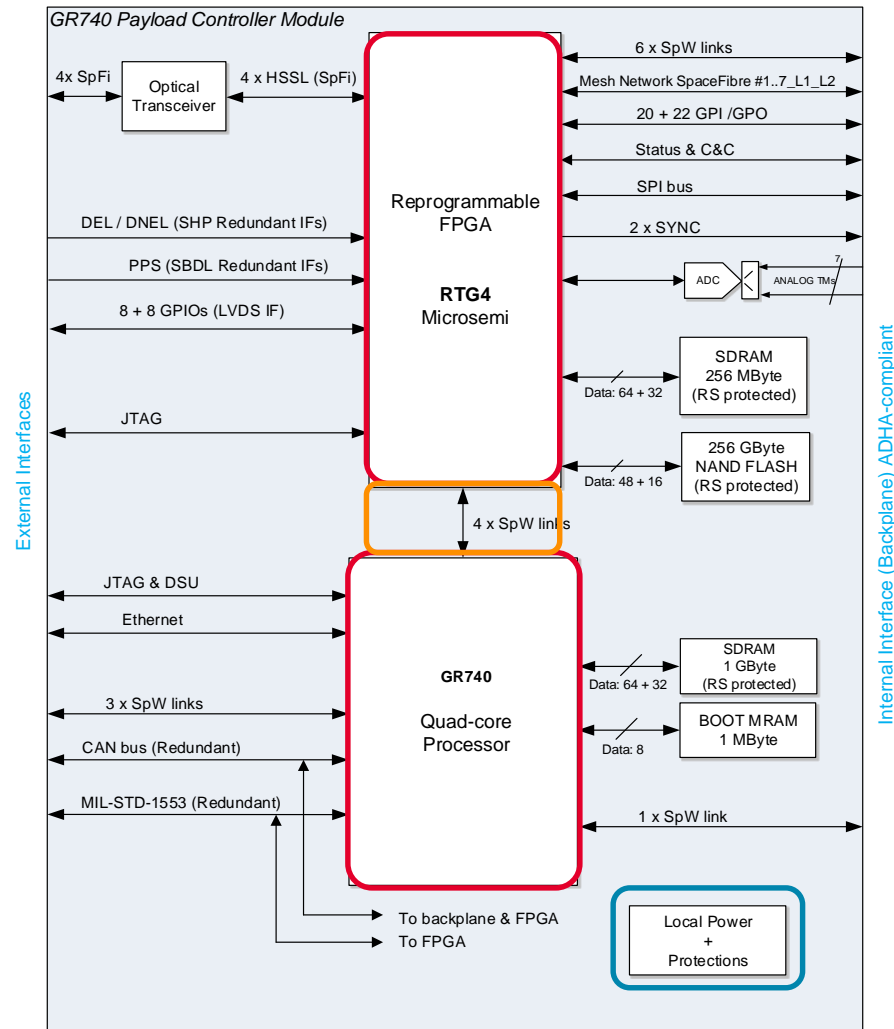 GR740 Payload Controller Module
4x SpFi
Optical
Transceiver
4 x HSSL (SpFi)
DEL / DNEL (SHP Redundant IFs)
PPS (SBDL Redundant IFs)
8 + 8 GPIOs (LVDS IF)
JTAG
Reprogrammable
FPGA
RTG4
Microsemi
6 x SpW links
Mesh Network SpaceFibre #1..7_L1_L2
20 + 22 GPI /GPO
Status & C&C
SPI bus
2 x SYNC
ADC
7
ANALOG TMs
SDRAM
256 MByte
(RS protected)
Data: 64 + 32
256 GByte
NAND FLASH
(RS protected)
Data: 48 + 16
4 x SpW links
External Interfaces
Internal Interface (Backplane) ADHA-compliant
JTAG & DSU
Ethernet
3 x SpW links
CAN bus (Redundant)
MIL-STD-1553 (Redundant)
GR740
Quad-core
Processor
SDRAM
1 GByte
(RS protected)
Data: 64 + 32
BOOT MRAM
1 MByte
Data: 8
1 x SpW link
To backplane & FPGA
To FPGA
Local Power
+
Protections